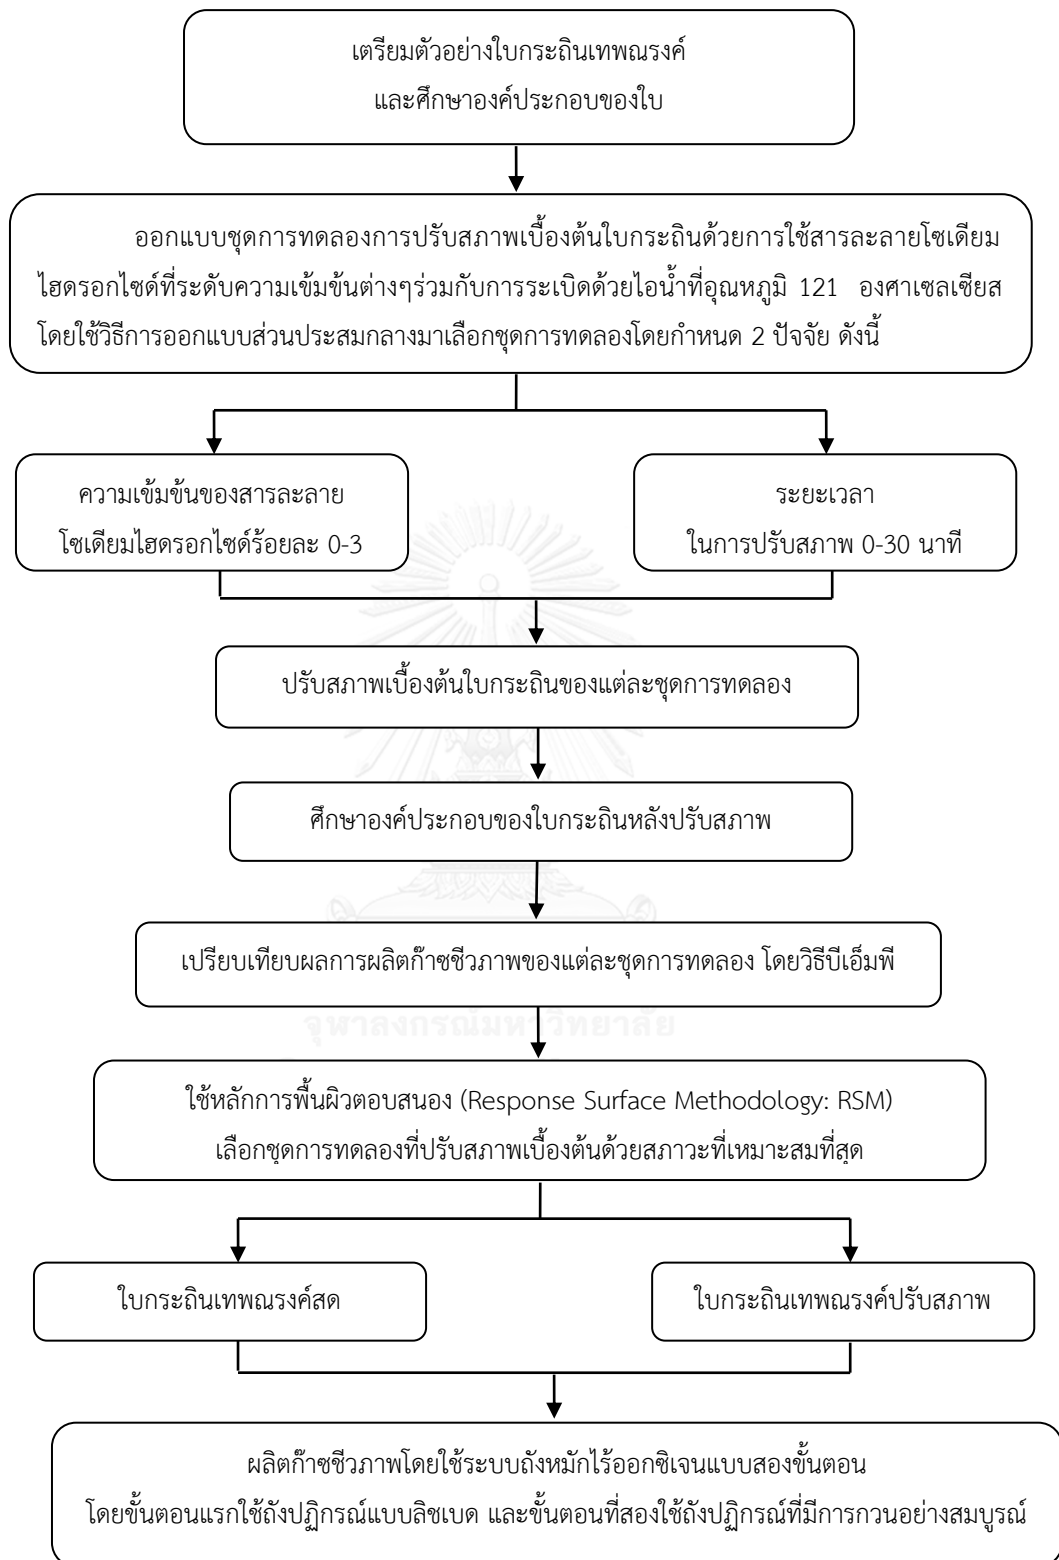 เตรียมตัวอย่างใบกระถินเทพณรงค์
และศึกษาองค์ประกอบของใบ
ออกแบบชุดการทดลองการปรับสภาพเบื้องต้นใบกระถินด้วยการใช้สารละลายโซเดียม
ไฮดรอกไซด์ที่ระดับความเข้มข้นต่างๆร่วมกับการระเบิดด้วยไอน้ำที่อุณหภูมิ 121 องศาเซลเซียส
โดยใช้วิธีการออกแบบส่วนประสมกลางมาเลือกชุดการทดลองโดยกำหนด 2 ปัจจัย ดังนี้
ความเข้มข้นของสารละลาย
โซเดียมไฮดรอกไซด์ร้อยละ 0-3
ระยะเวลา
ในการปรับสภาพ 0-30 นาที
ปรับสภาพเบื้องต้นใบกระถินของแต่ละชุดการทดลอง
ศึกษาองค์ประกอบของใบกระถินหลังปรับสภาพ
เปรียบเทียบผลการผลิตก๊าซชีวภาพของแต่ละชุดการทดลอง โดยวิธีบีเอ็มพี
จุฬาลงกรณ์มหาวิทยาลัย
ใช้หลักการพื้นผิวตอบสนอง (Response Surface Methodology: RSM)
เลือกชุดการทดลองที่ปรับสภาพเบื้องต้นด้วยสภาวะที่เหมาะสมที่สุด
ใบกระถินเทพณรงค์สด
ใบกระถินเทพณรงค์ปรับสภาพ
ผลิตก๊าซชีวภาพโดยใช้ระบบถังหมักไร้ออกซิเจนแบบสองขั้นตอน
โดยขั้นตอนแรกใช้ถังปฏิกรณ์แบบลิชเบด และขั้นตอนที่สองใช้ถังปฏิกรณ์ที่มีการกวนอย่างสมบูรณ์